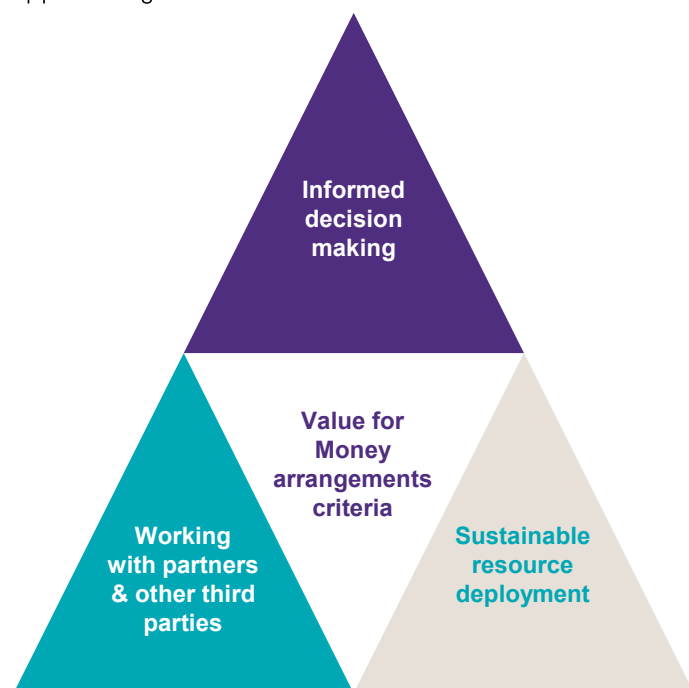 Informed
decision
making
Value for
Money
arrangements
criteria
Working
with partners
& other third
parties
Sustainable
resource
deployment